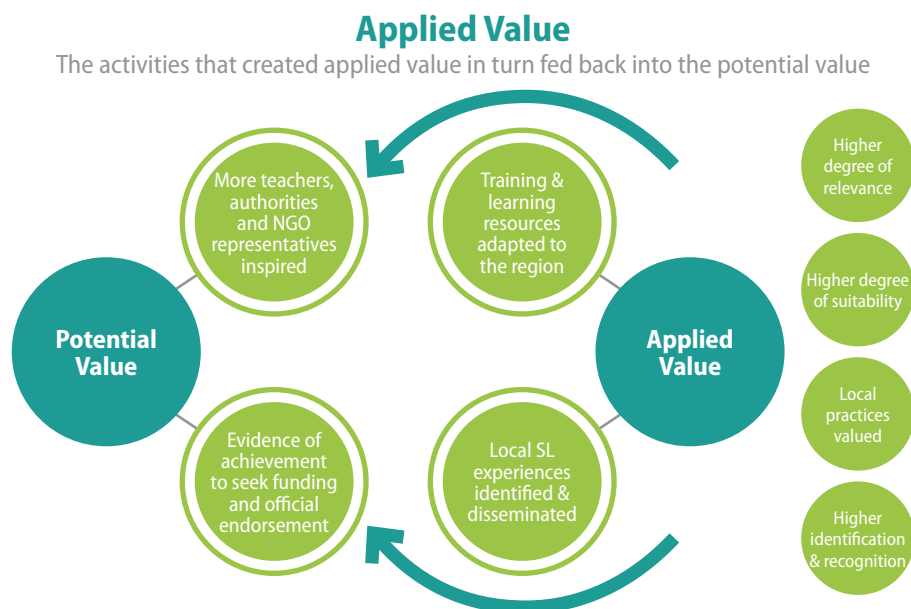 Applied Value
The activities that created applied value in turn fed back into the potential value
More teachers,
authorities
and NGO
representatives
inspired
Training &
learning
resources
adapted to
the region
Higher
degree of
relevance
Higher degree
of suitability
Potential
Value
Applied
Value
Local
practices
valued
Evidence of
achievement
to seek funding
and official
endorsement
Local SL
experiences
identified &
disseminated
Higher
identification
& recognition